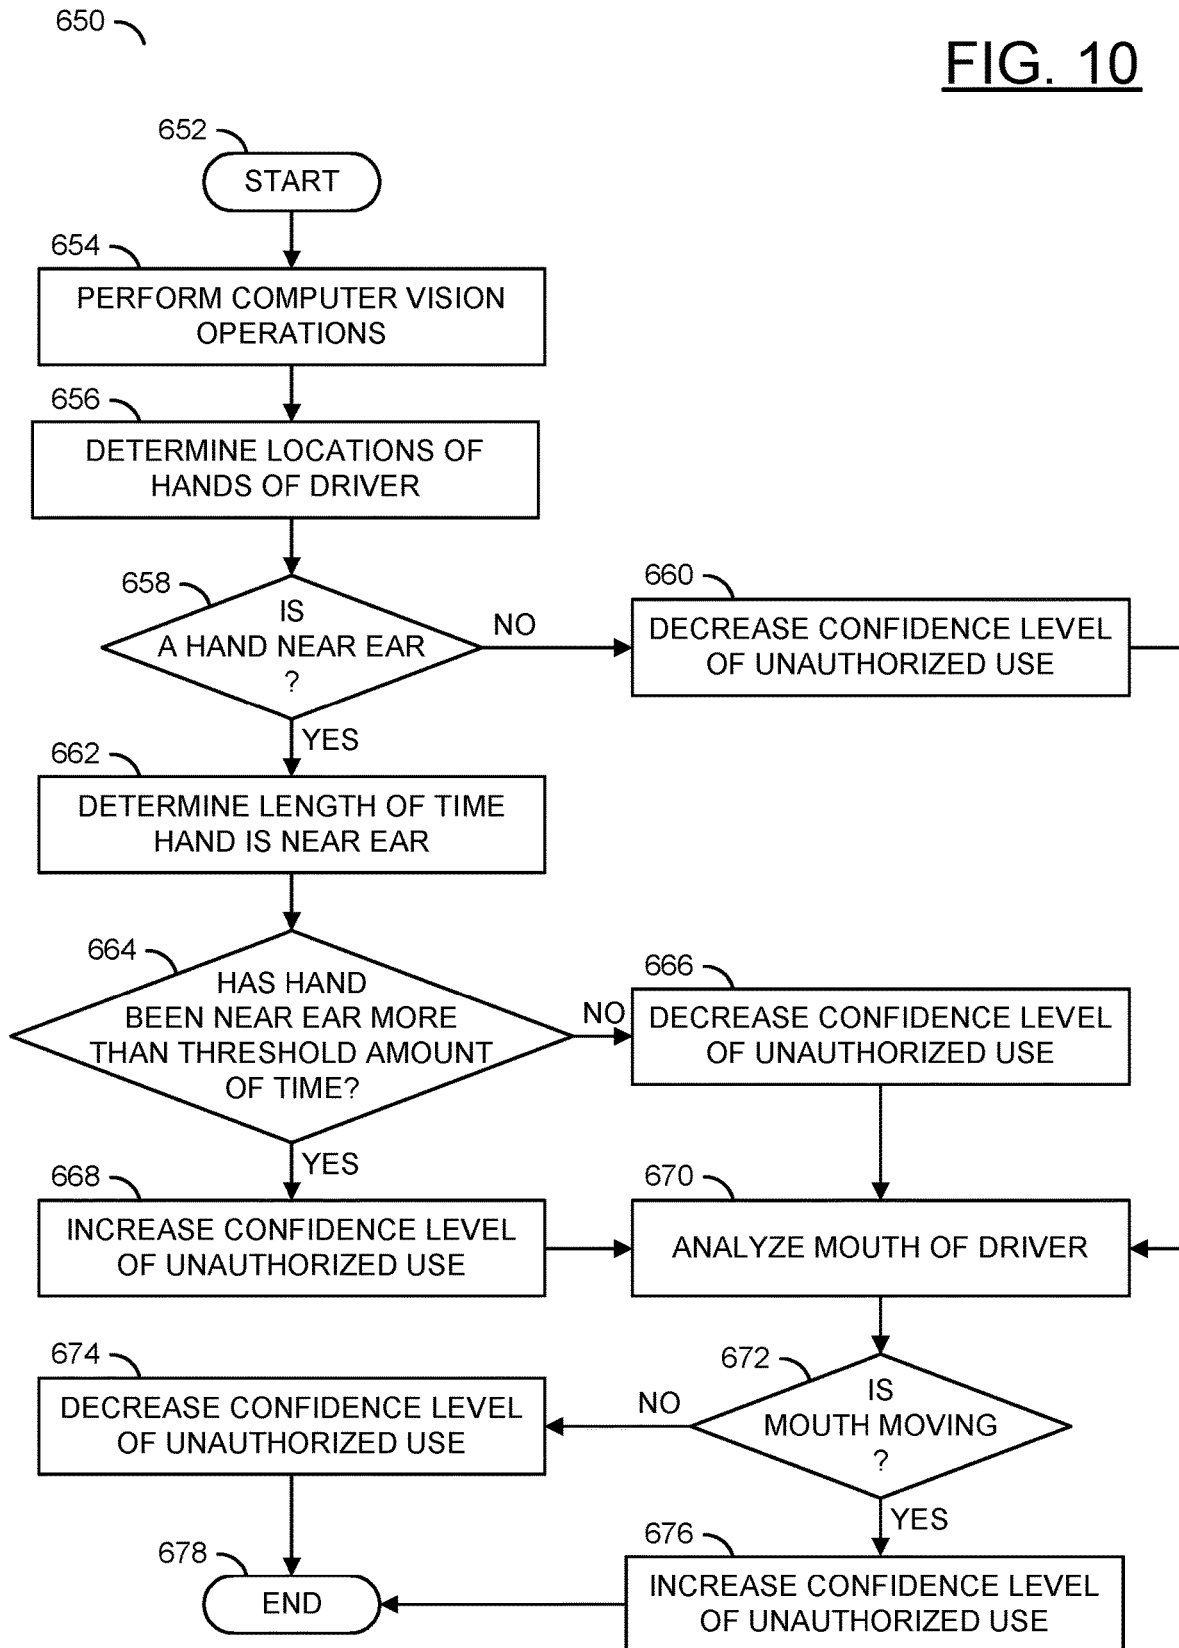 650
FIG. 10
652
START
654
PERFORM COMPUTER VISION
OPERATIONS
656
DETERMINE LOCATIONS OF
HANDS OF DRIVER
658
IS
A HAND NEAR EAR
?
NO
660
DECREASE CONFIDENCE LEVEL
OF UNAUTHORIZED USE
YES
662
DETERMINE LENGTH OF TIME
HAND IS NEAR EAR
664
HAS HAND
BEEN NEAR EAR MORE
THAN THRESHOLD AMOUNT
OF TIME?
NO
666
DECREASE CONFIDENCE LEVEL
OF UNAUTHORIZED USE
YES
668
INCREASE CONFIDENCE LEVEL
OF UNAUTHORIZED USE
670
ANALYZE MOUTH OF DRIVER
672
IS
MOUTH MOVING
?
NO
674
DECREASE CONFIDENCE LEVEL
OF UNAUTHORIZED USE
YES
676
INCREASE CONFIDENCE LEVEL
OF UNAUTHORIZED USE
678
END